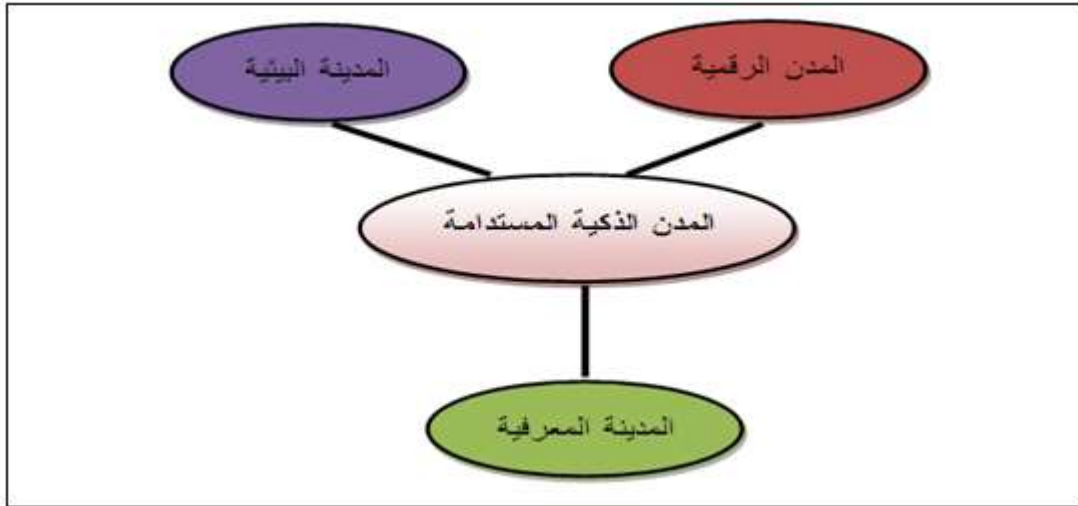 المدن الرقمية
المدينة البيئية
المدن الذكية المستدامة
المدينة المعرفية